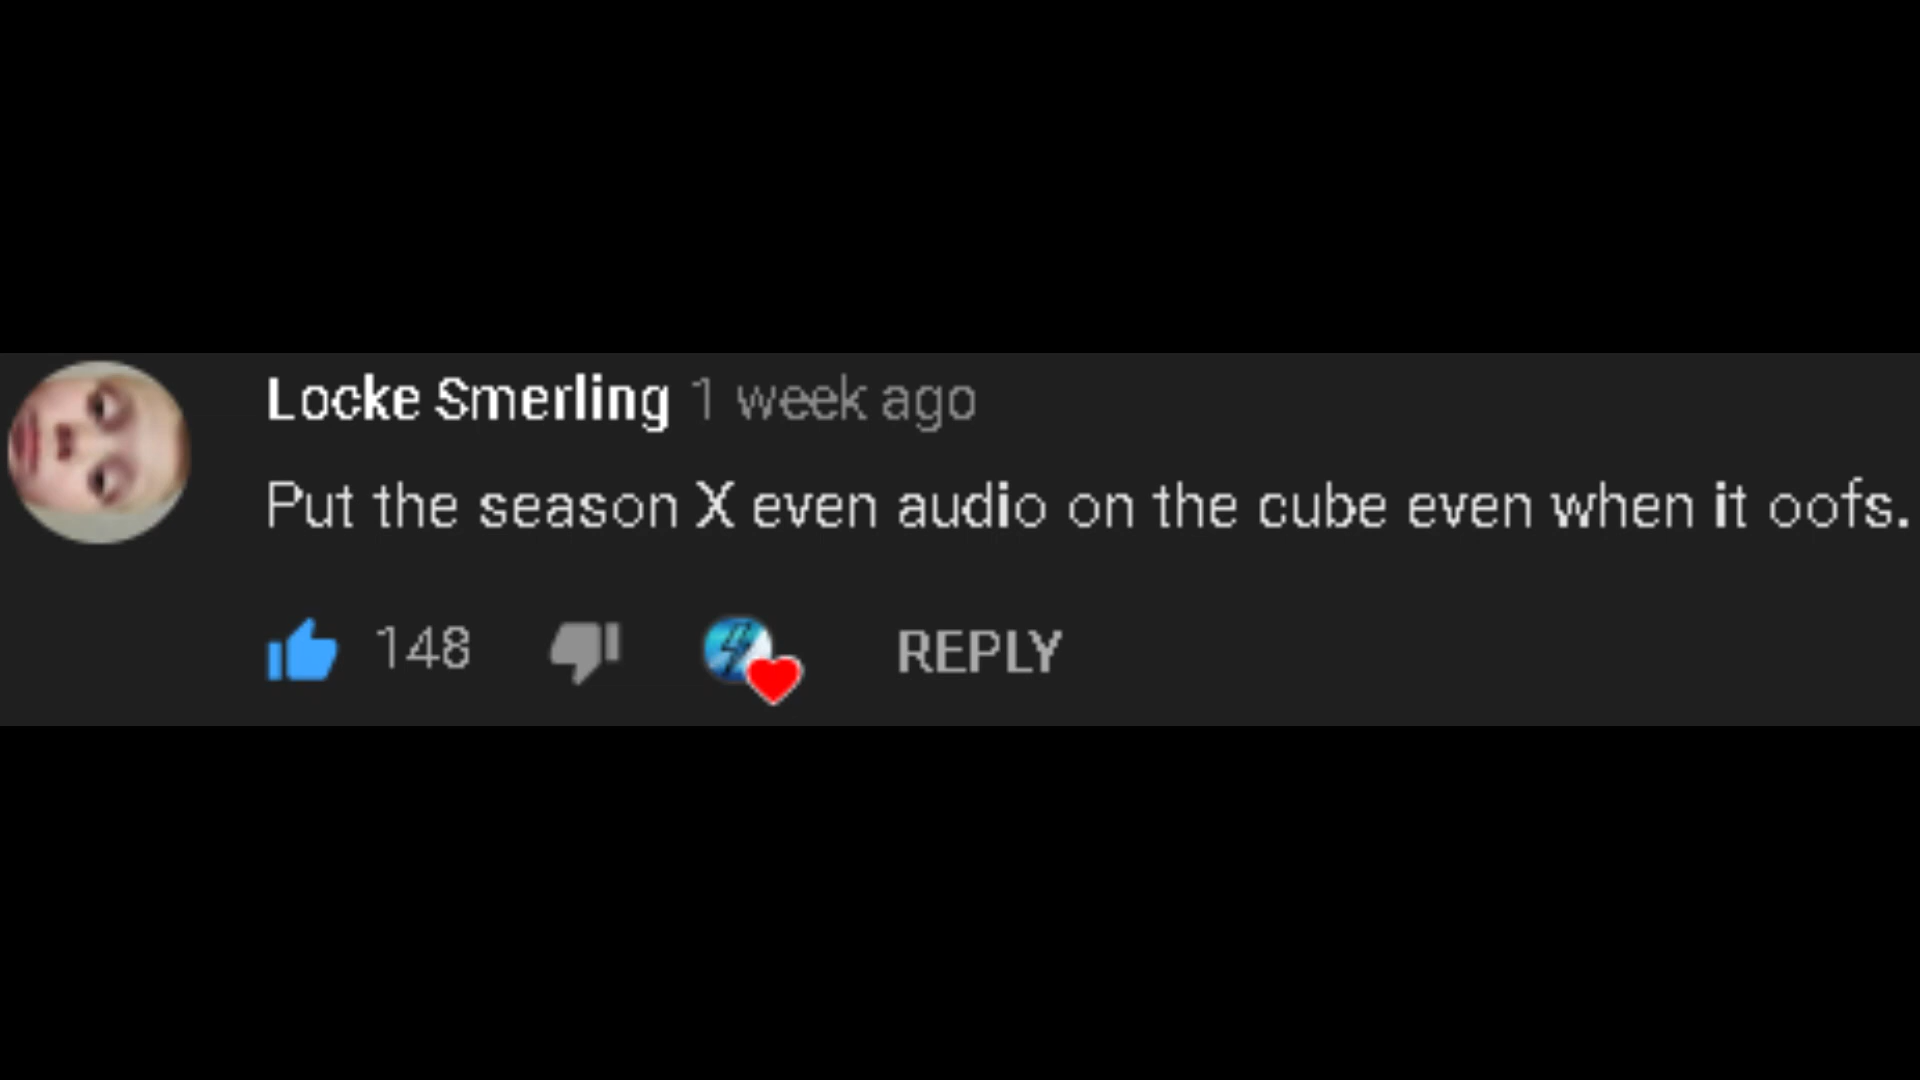 Locke Smerling 1 week ago
Put the season X even audio on the cube even when it oofs.
148 REPLY